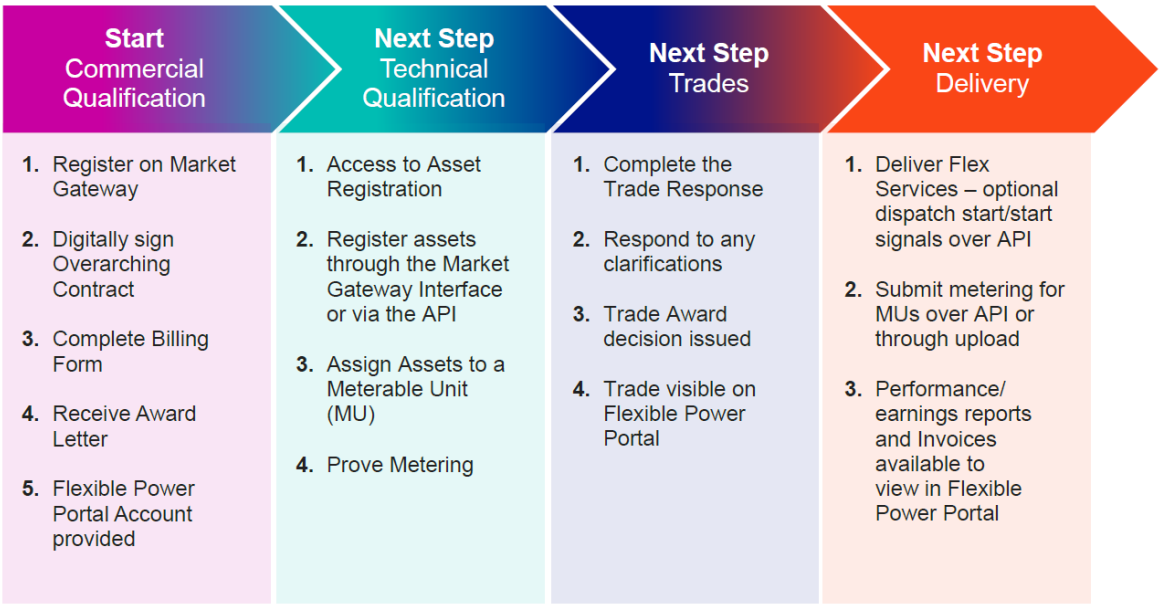 Start
Commercial
Qualification
Next Step
Technical
Qualification
Next Step
Trades
Next Step
Delivery
1. Register on Market
Gateway
2. Digitally sign
Overarching
Contract
3. Complete Billing
Form
4. Receive Award
Letter
5. Flexible Power
Portal Account
provided
1. Access to Asset
Registration
2. Register assets
through the Market
Gateway Interface
or via the API
3. Assign Assets to a
Meterable Unit
(MU)
4. Prove Metering
1. Complete the
Trade Response
2. Respond to any
clarifications
3. Trade Award
decision issued
4. Trade visible on
Flexible Power
Portal
1. Deliver Flex
Services – optional
dispatch start/start
signals over API
2. Submit metering for
MUs over API or
through upload
3. Performance/
earnings reports
and Invoices
available to
view in Flexible
Power Portal